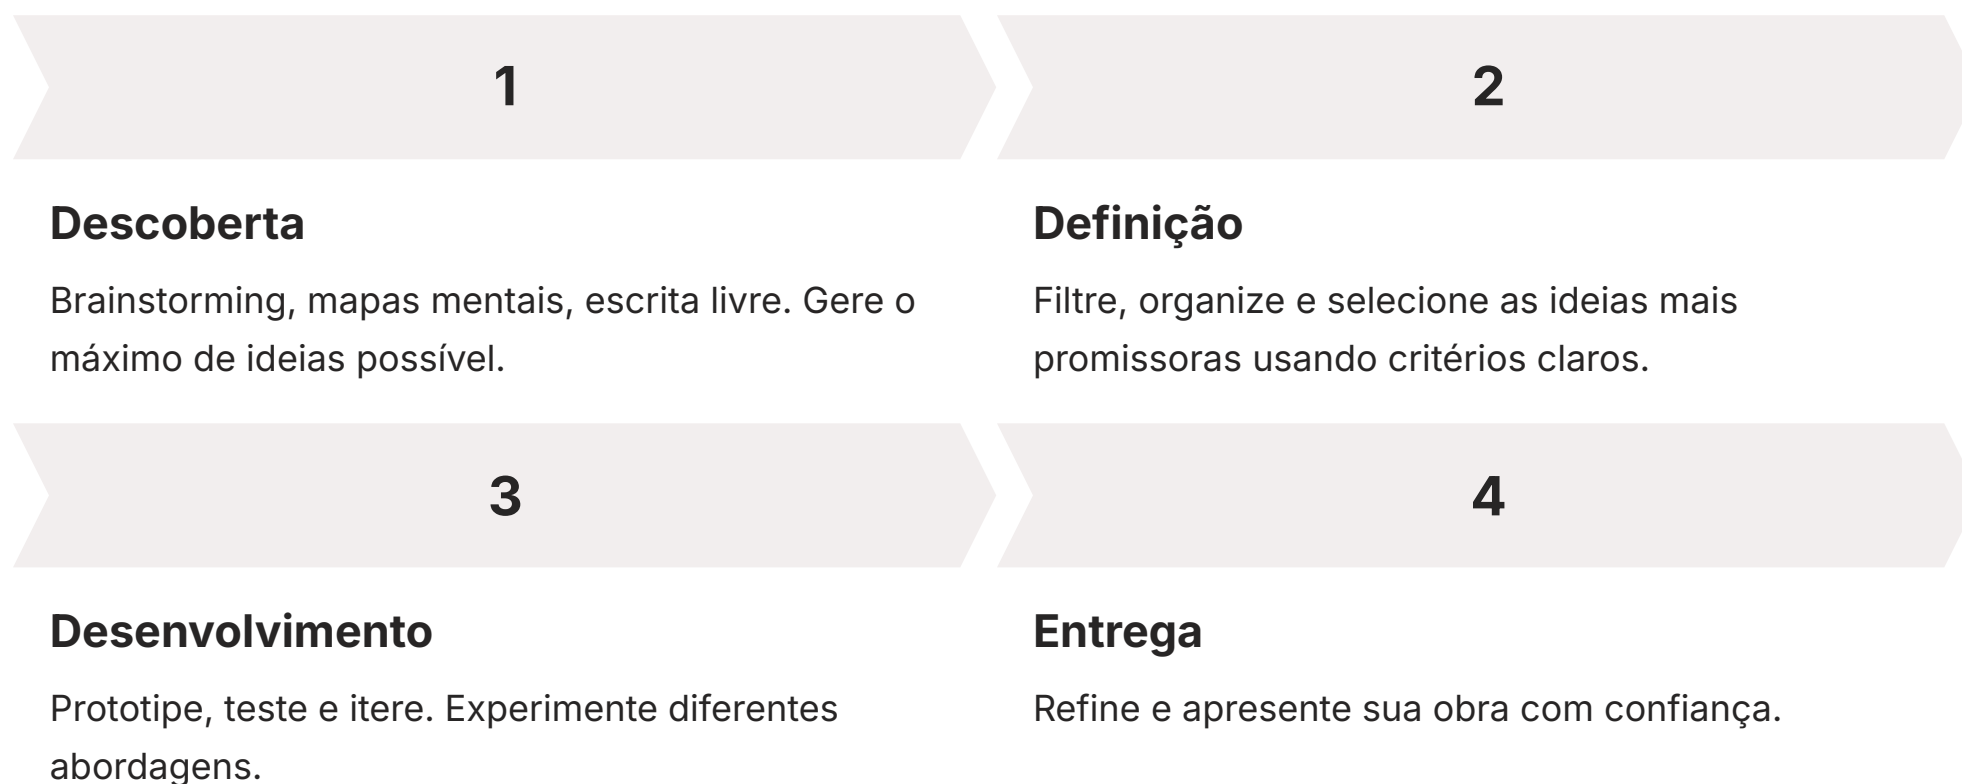 1
2
Descoberta
Brainstorming, mapas mentais, escrita livre. Gere o
máximo de ideias possível.
Definição
Filtre, organize e selecione as ideias mais
promissoras usando critérios claros.
3
4
Desenvolvimento
Prototipe, teste e itere. Experimente diferentes
abordagens.
Entrega
Refine e apresente sua obra com confiança.